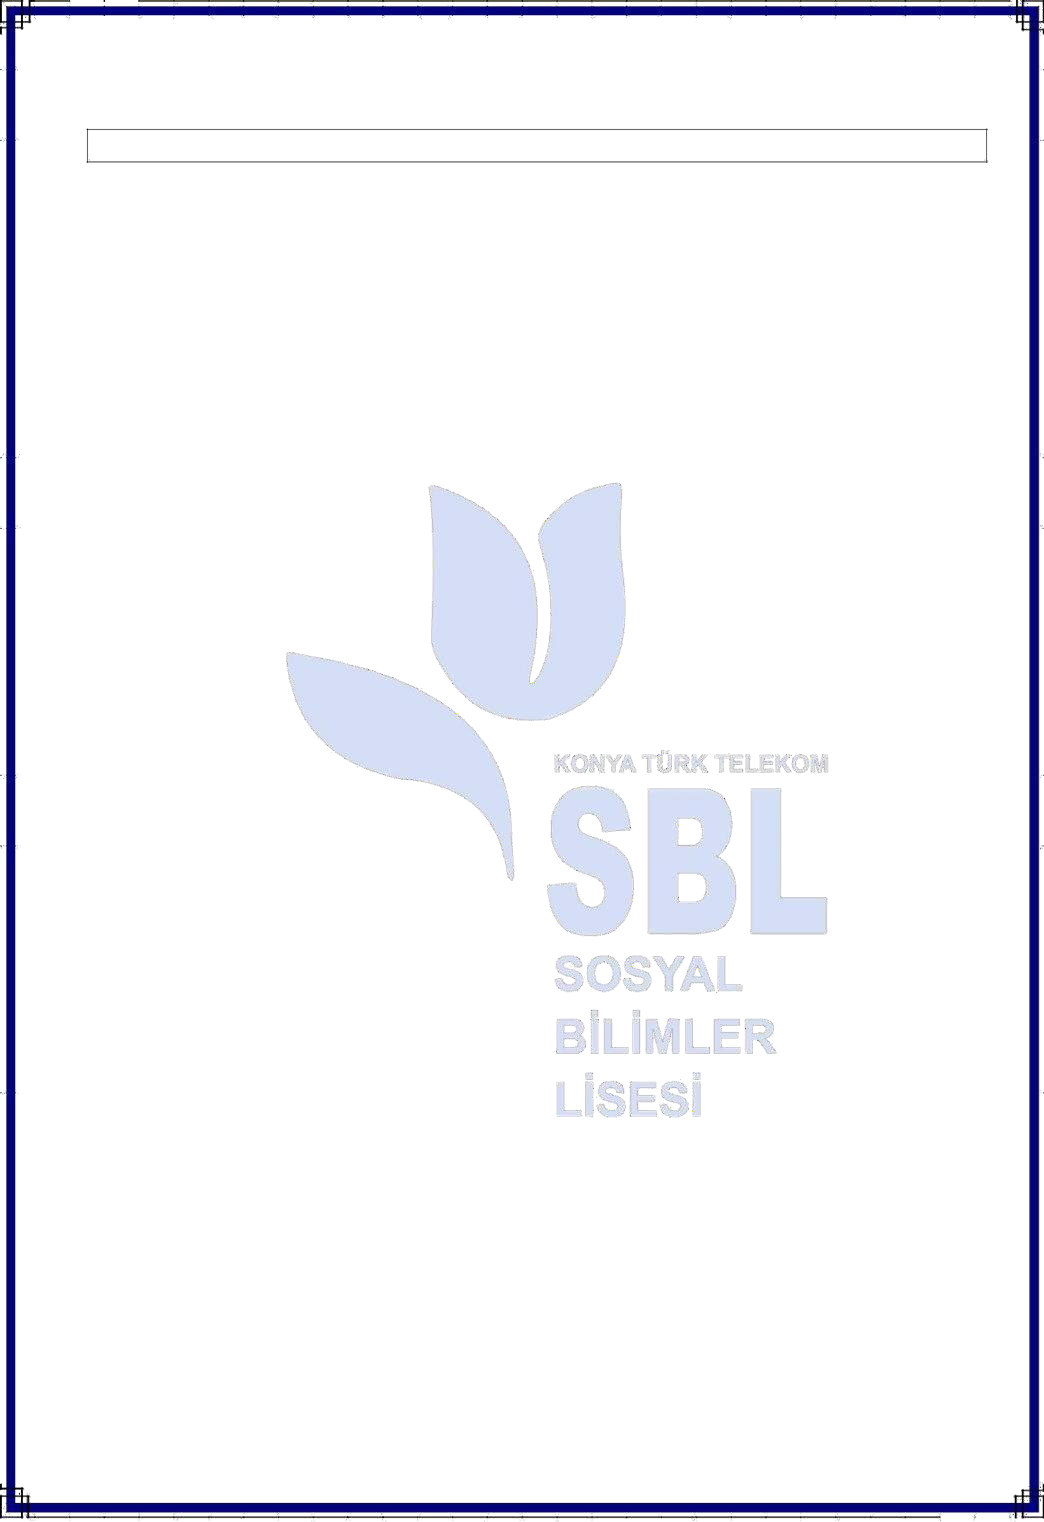 KONYA TÜRK TELEKOM
SBL
SOSYAL
BİLİMLER
LİSESİ